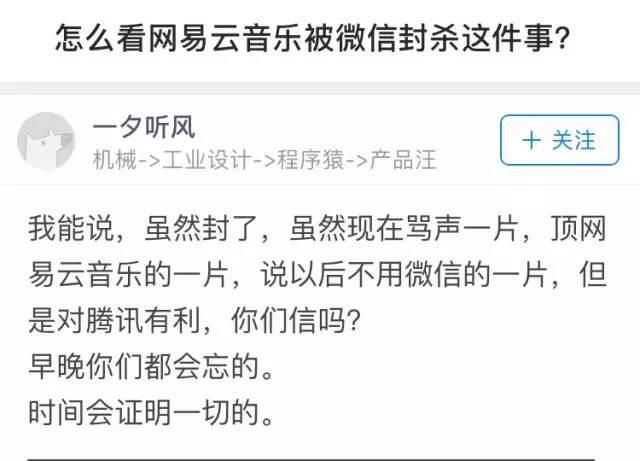 怎么看网易云音乐被微信封杀这件事?
一夕听风
机械->工业设计->程序猿->产品汪
+ 关注
我能说，虽然封了，虽然现在骂声一片，顶网
易云音乐的一片，说以后不用微信的一片，但
是对腾讯有利，你们信吗?
早晚你们都会忘的。
时间会证明一切的。